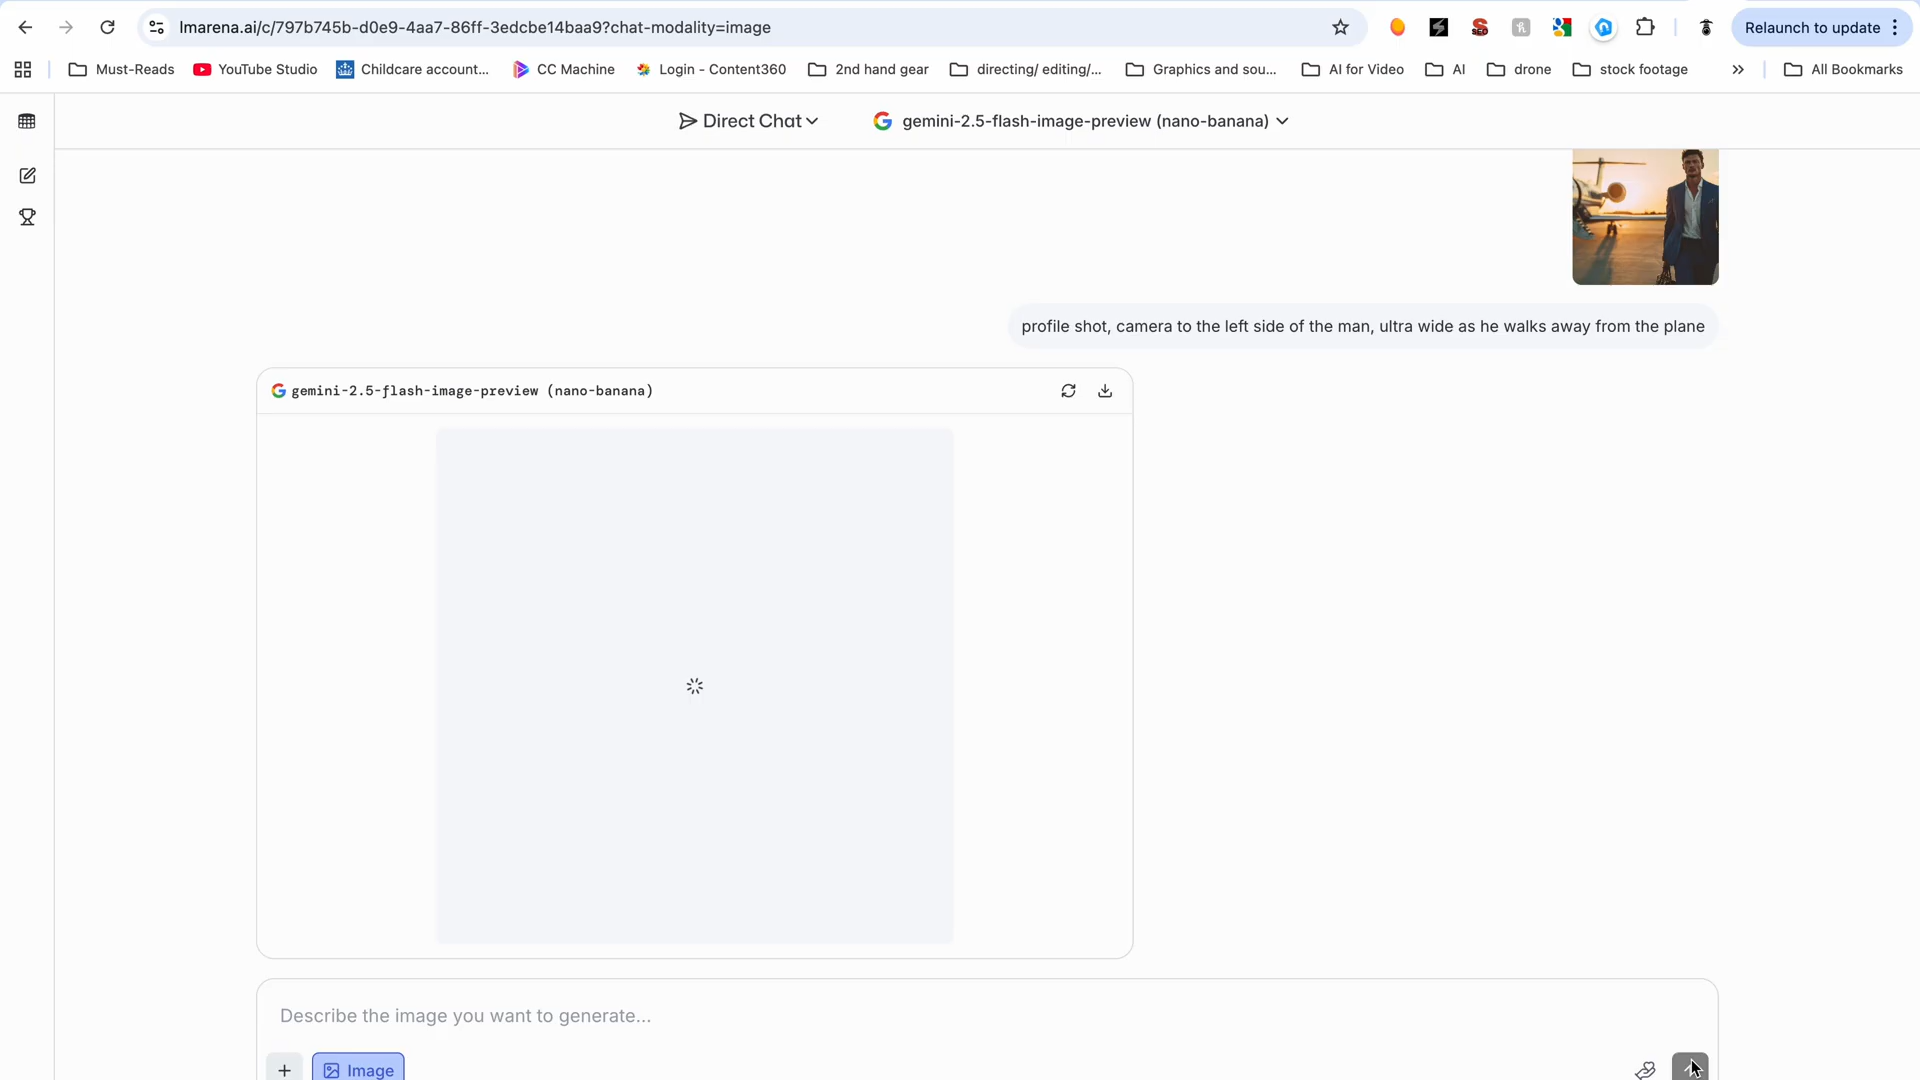 lmarena.ai/c/797b745b-d0e9-4aa7-86ff-3edcbe14baa9?chat-modality=image
Relaunch to update
Must-Reads YouTube Studio Childcare account... CC Machine Login - Content360 2nd hand gear directing/ editing/... Graphics and sou... AI for Video AI drone stock footage » All Bookmarks
Direct Chat gemini-2.5-flash-image-preview (nano-banana)
profile shot, camera to the left side of the man, ultra wide as he walks away from the plane
gemini-2.5-flash-image-preview (nano-banana)
Describe the image you want to generate...
+ Image